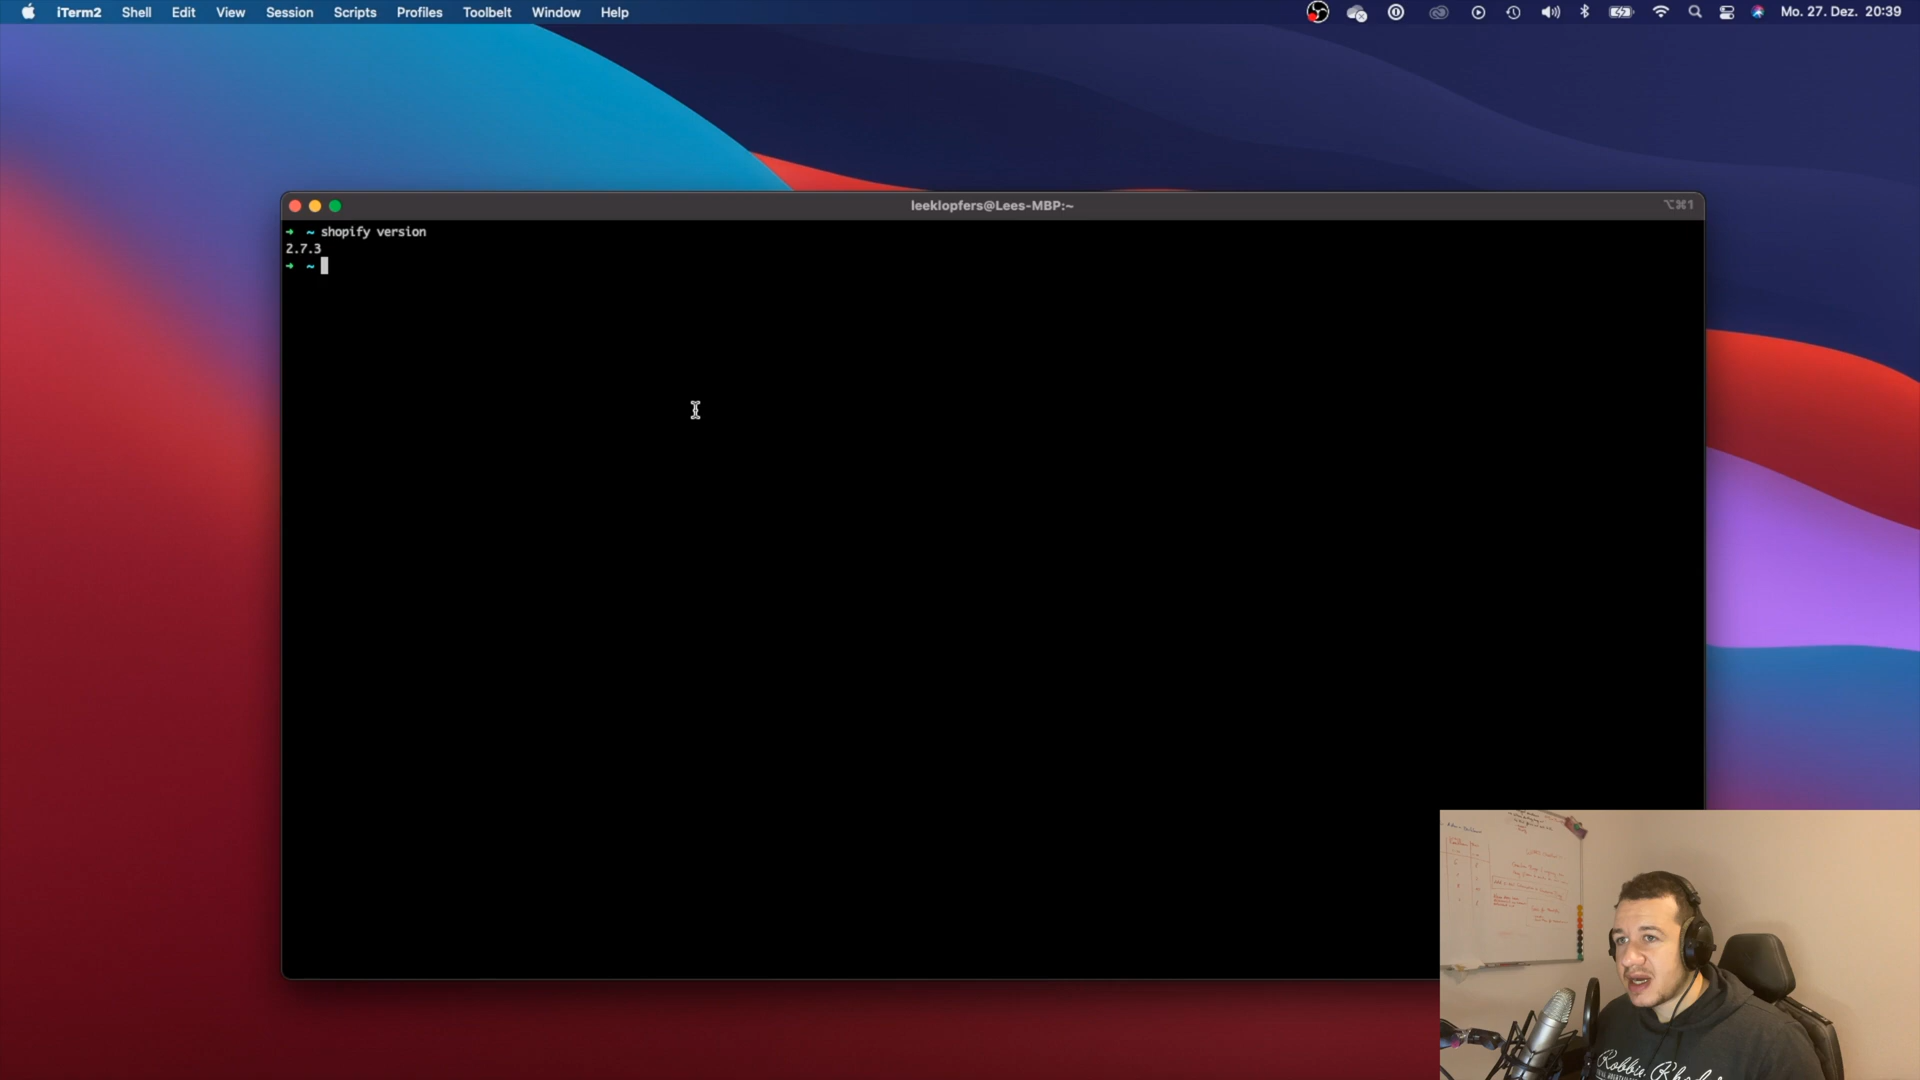 iTerm2 Shell Edit View Session Scripts Profiles Toolbelt Window Help Mo. 27. Dez. 20:39
leeklopfers@Lees-MBP:~ ⌥⌘1
➜ ~ shopify version
2.7.3
➜ ~
Robbie